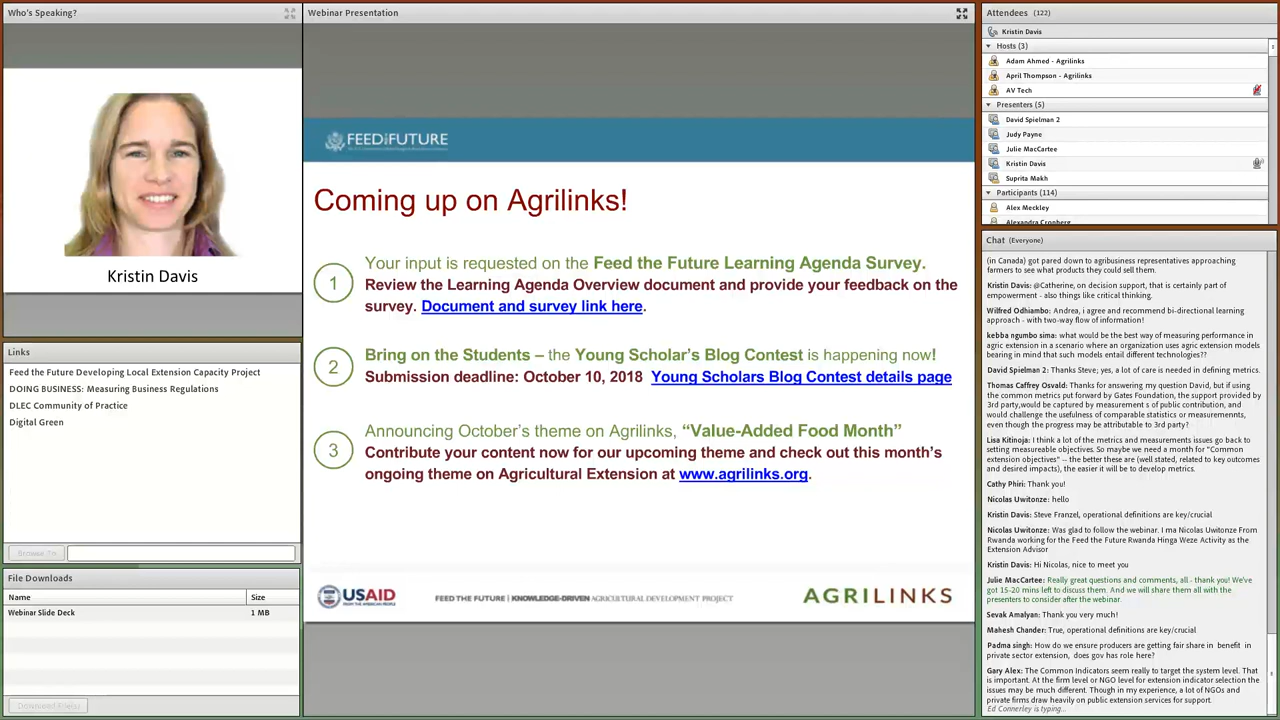 Who's Speaking?
Kristin Davis
Links
Feed the Future Developing Local Extension Capacity Project
DOING BUSINESS: Measuring Business Regulations
DLEC Community of Practice
Digital Green
Browse To
File Downloads
Name Size
Webinar Slide Deck 1 MB
Download File(s)
Webinar Presentation
FEEDtheFUTURE
Coming up on Agrilinks!
1 Your input is requested on the Feed the Future Learning Agenda Survey.
Review the Learning Agenda Overview document and provide your feedback on the
survey. Document and survey link here.
2 Bring on the Students – the Young Scholar's Blog Contest is happening now!
Submission deadline: October 10, 2018 Young Scholars Blog Contest details page
3 Announcing October's theme on Agrilinks, “Value-Added Food Month”
Contribute your content now for our upcoming theme and check out this month's
ongoing theme on Agricultural Extension at www.agrilinks.org.
USAID
FROM THE AMERICAN PEOPLE
FEED THE FUTURE | KNOWLEDGE-DRIVEN AGRICULTURAL DEVELOPMENT PROJECT
AGRILINKS
Attendees (122)
Kristin Davis
Hosts (3)
Adam Ahmed - Agrilinks
April Thompson - Agrilinks
AV Tech
Presenters (5)
David Spielman 2
Judy Payne
Julie MacCartee
Kristin Davis
Suprita Makh
Participants (114)
Alex Meckley
Alexandra Cronberg
Chat (Everyone)
(in Canada) got pared down to agribusiness representatives approaching
farmers to see what products they could sell them.
Kristin Davis: @Catherine, on decision support, that is certainly part of
empowerment - also things like critical thinking.
Wilfred Odhiambo: Andrea, i agree and recommend bi-directional learning
approach - with two-way flow of information!
kebba ngumbo sima: what would be the best way of measuring performance in
agric extension in a scenario where an organization uses agric extension models
bearing in mind that such models entail different technologies??
David Spielman 2: Thanks Steve; yes, a lot of care is needed in defining metrics.
Thomas Caffrey Osvald: Thanks for answering my question David, but if using
the common metrics put forward by Gates Foundation, the support provided by
3rd party,would be captured by measurement s of public contribution, and
would challenge the usefulness of comparable statistics or measurememnts,
even though the progress may be attributable to 3rd party?
Lisa Kitinoja: I think a lot of the metrics and measurements issues go back to
setting measureable objectives. So maybe we need a month for "Common
extension objectives" -- the better these are (well stated, related to key outcomes
and desired impacts), the easier it will be to develop metrics.
Cathy Phiri: Thank you!
Nicolas Uwitonze: hello
Kristin Davis: Steve Franzel, operational definitions are key/crucial
Nicolas Uwitonze: Was glad to follow the webinar. I ma Nicolas Uwitonze From
Rwanda working for the Feed the Future Rwanda Hinga Weze Activity as the
Extension Advisor
Kristin Davis: Hi Nicolas, nice to meet you
Julie MacCartee: Really great questions and comments, all - thank you! We've
got 15-20 mins left to discuss them. And we will share them all with the
presenters to consider after the webinar.
Sevak Amalyan: Thank you very much!
Mahesh Chander: True, operational definitions are key/crucial
Padma singh: How do we ensure producers are getting fair share in benefit in
private sector extension, does gov has role here?
Gary Alex: The Common Indicators seem really to target the system level. That
is important. At the firm level or NGO level for extension indicator selection the
issues may be much different. Though in my experience, a lot of NGOs and
private firms draw heavily on public extension services for support.
Ed Connerley is typing...